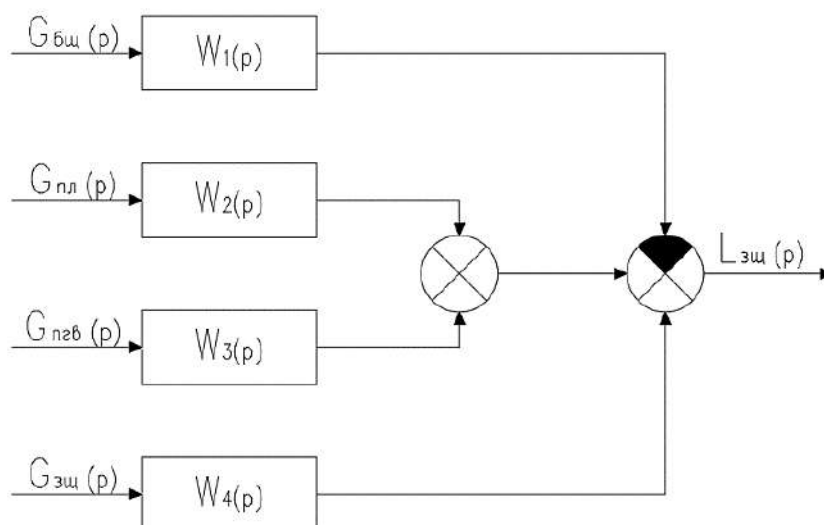 Gбщ (р)
W1(р)
Gпл (р)
W2(р)
Lзщ (р)
Gпгв (р)
W3(р)
Gзщ (р)
W4(р)